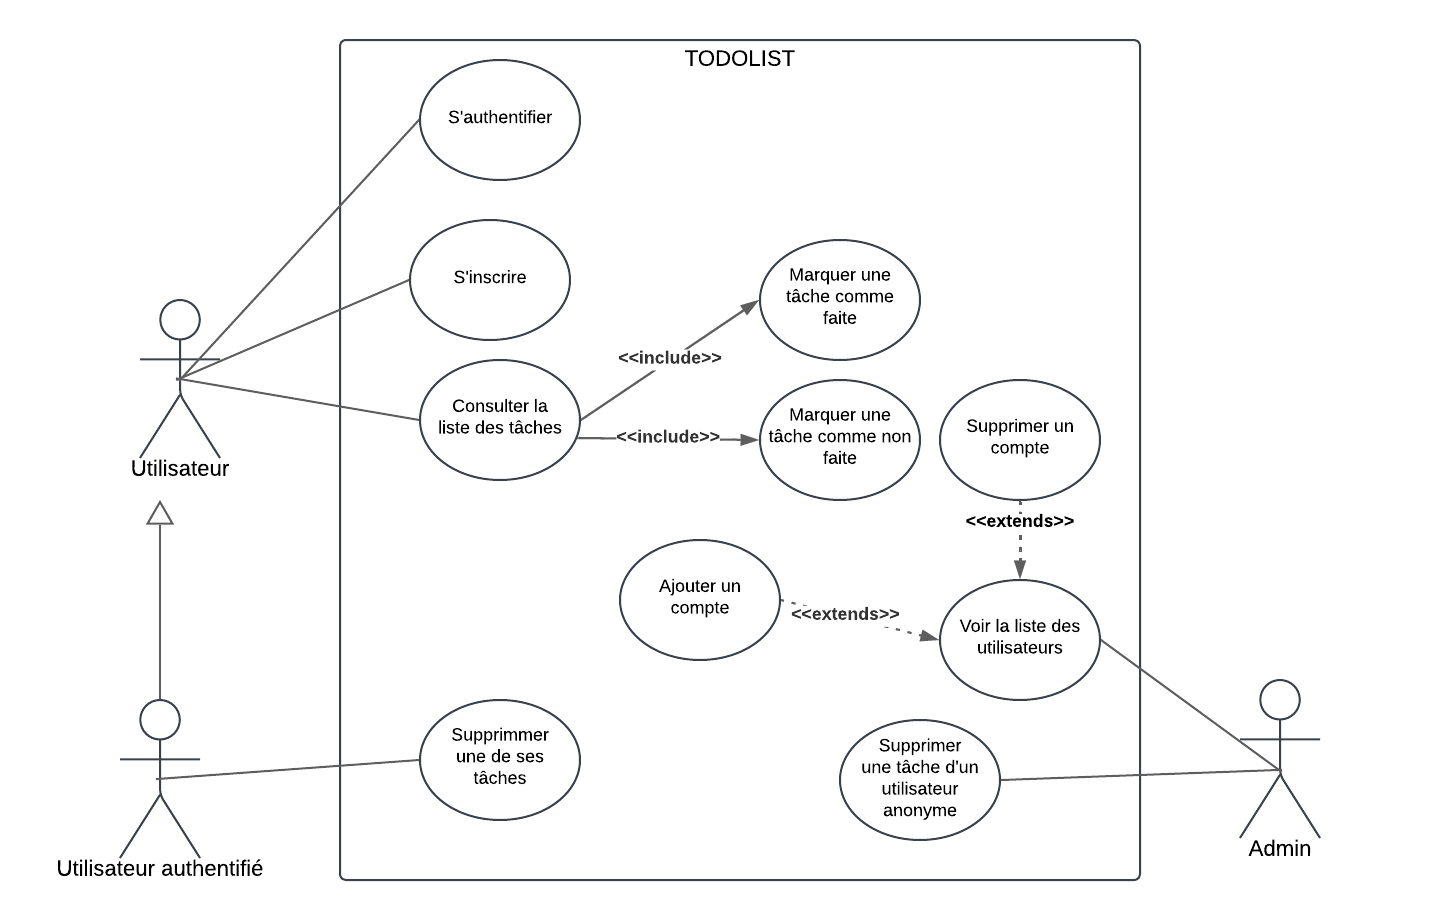 TODOLIST
S'authentifier
S'inscrire
Marquer une
tâche comme
faite
<<include>>
Consulter la
liste des tâches
<<include>>
Marquer une
tâche comme non
faite
Supprimer un
compte
Utilisateur
<<extends>>
Ajouter un
compte
<<extends>>
Voir la liste des
utilisateurs
Supprimmer
une de ses
tâches
Supprimer
une tâche d'un
utilisateur
anonyme
Admin
Utilisateur authentifié